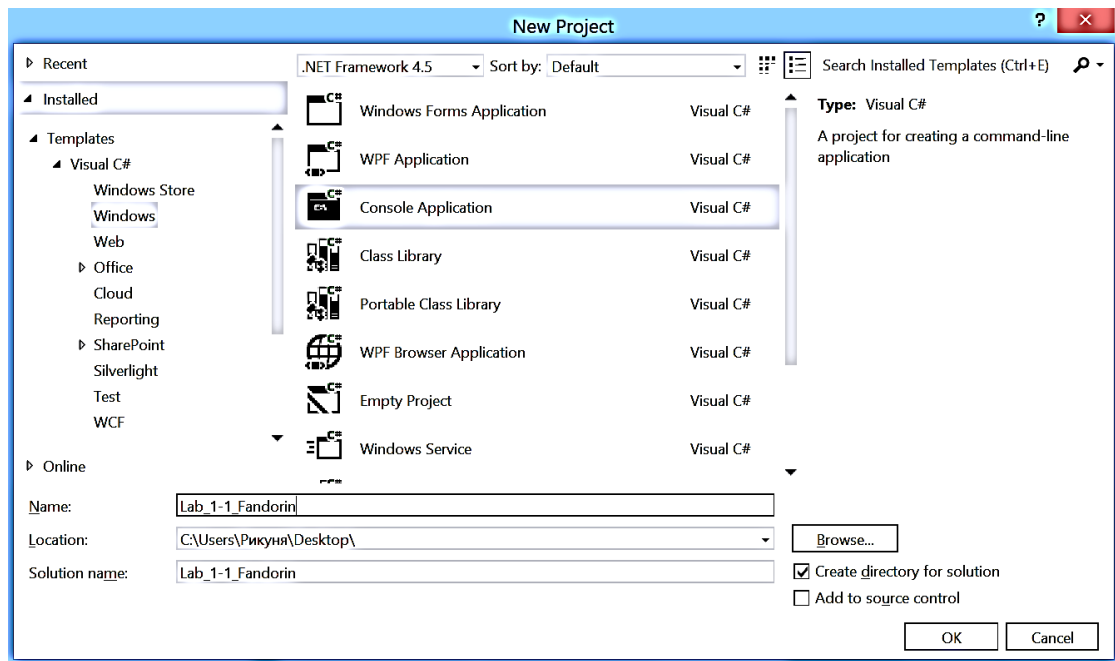 New Project
?
Recent
Installed
Templates
Visual C#
Windows Store
Windows
Web
Office
Cloud
Reporting
SharePoint
Silverlight
Test
WCF
Online
.NET Framework 4.5 Sort by: Default
Search Installed Templates (Ctrl+E)
C# Windows Forms Application Visual C#
C# WPF Application Visual C#
C# Console Application Visual C#
C# Class Library Visual C#
C# Portable Class Library Visual C#
C# WPF Browser Application Visual C#
C# Empty Project Visual C#
C# Windows Service Visual C#
Type: Visual C#
A project for creating a command-line
application
Name: Lab_1-1_Fandorin
Location: C:\Users\Рикуня\Desktop\ Browse...
Solution name: Lab_1-1_Fandorin
Create directory for solution
Add to source control
OK Cancel